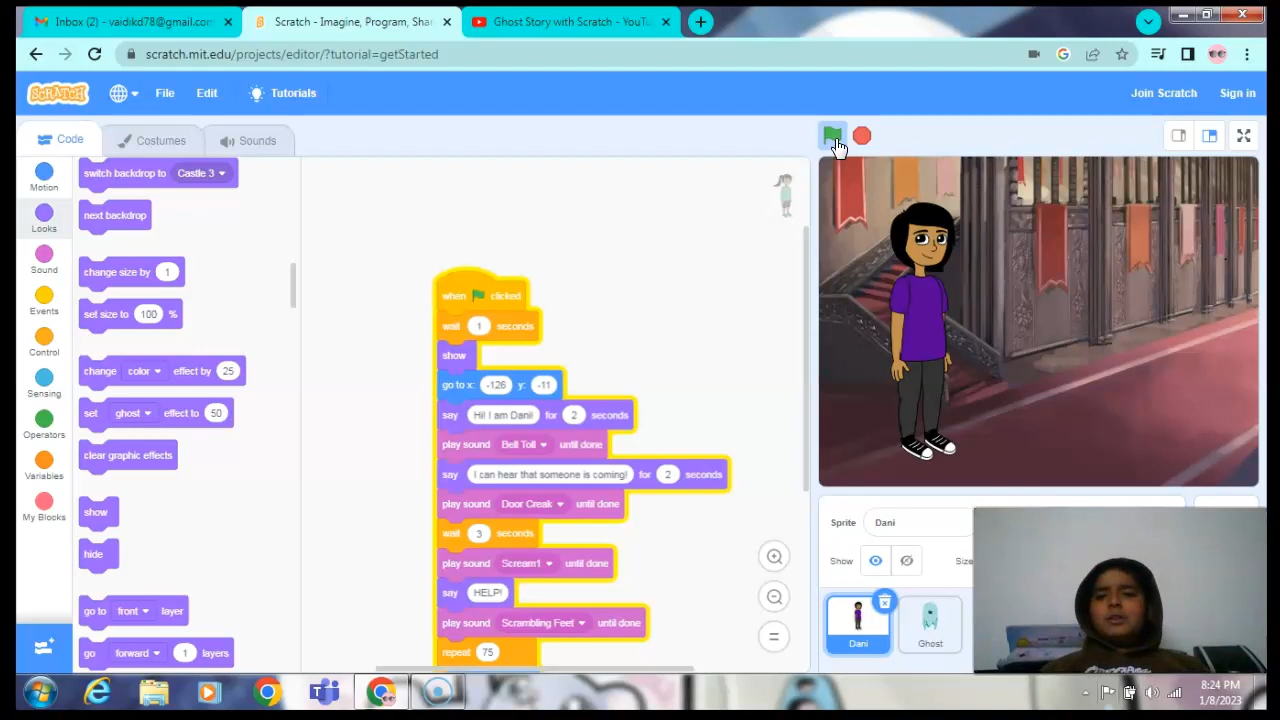 Inbox (2) - vaidikd78@gmail.com
Scratch - Imagine, Program, Shar
Ghost Story with Scratch - YouTu
scratch.mit.edu/projects/editor/?tutorial=getStarted
SCRATCH
File
Edit
Tutorials
Join Scratch
Sign in
Code
Costumes
Sounds
Motion
Looks
Sound
Events
Control
Sensing
Operators
Variables
My Blocks
switch backdrop to Castle 3
next backdrop
change size by 1
set size to 100 %
change color effect by 25
set ghost effect to 50
clear graphic effects
show
hide
go to front layer
go forward 1 layers
when clicked
wait 1 seconds
show
go to x: -126 y: -11
say Hi! I am Dani! for 2 seconds
play sound Bell Toll until done
say I can hear that someone is coming! for 2 seconds
play sound Door Creak until done
wait 3 seconds
play sound Scream1 until done
say HELP!
play sound Scrambling Feet until done
repeat 75
Sprite Dani
Show Size
Dani
Ghost
8:24 PM
1/8/2023